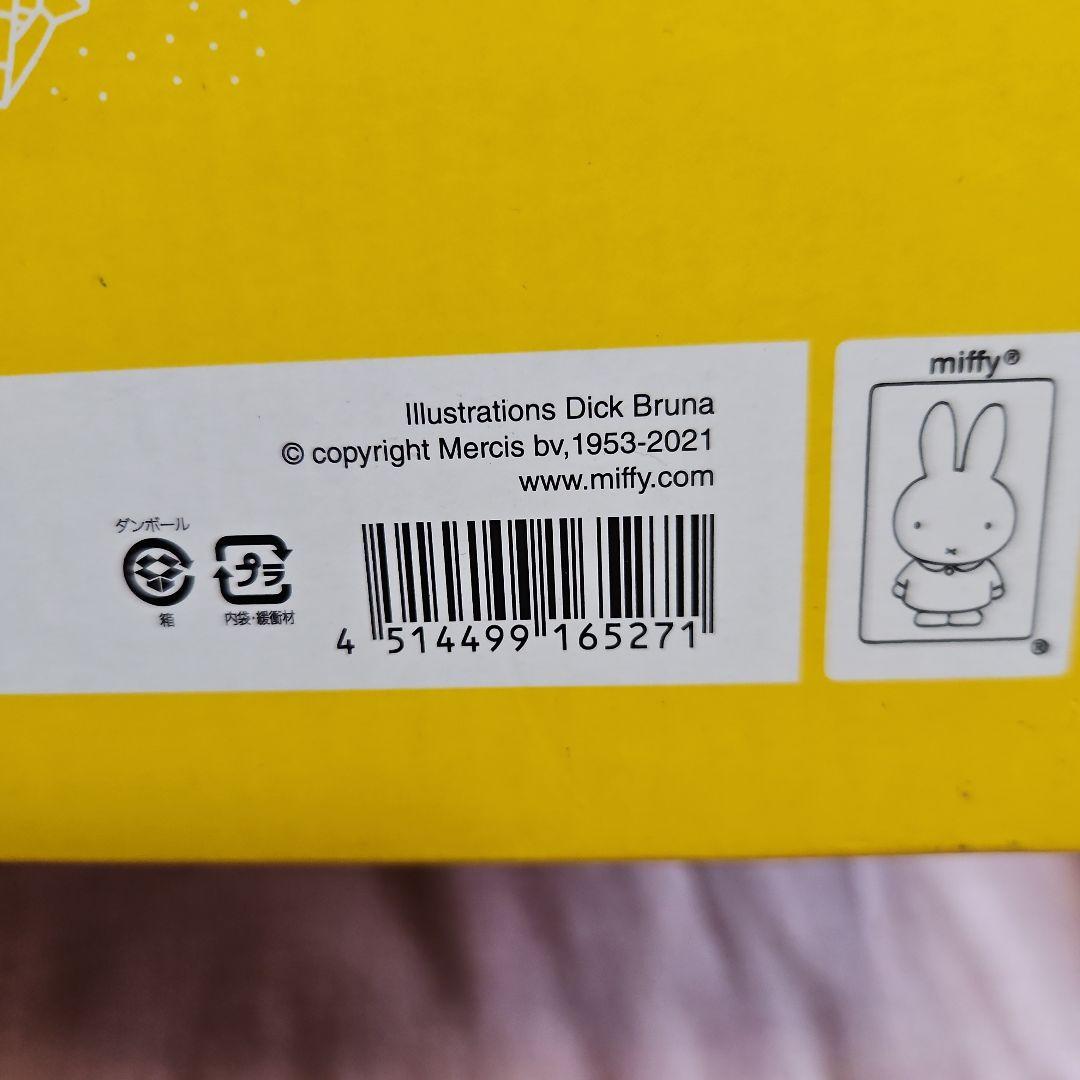 miffy®
Illustrations Dick Bruna
© copyright Mercis bv,1953-2021
www.miffy.com
ダンボール
箱
プラ
内袋・緩衝材
4 514499 165271
®